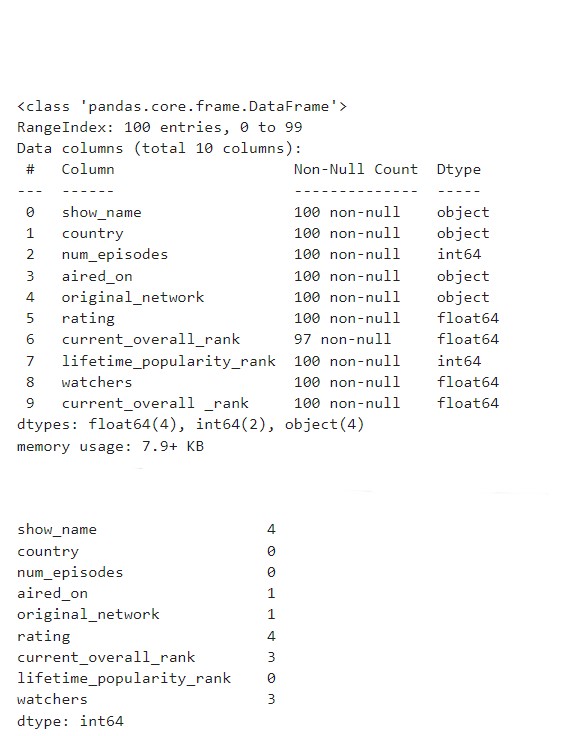 <class 'pandas.core.frame.DataFrame'>
RangeIndex: 100 entries, 0 to 99
Data columns (total 10 columns):
#   Column                   Non-Null Count  Dtype
---  ------                   --------------  -----
0   show_name                100 non-null    object
1   country                  100 non-null    object
2   num_episodes             100 non-null    int64
3   aired_on                 100 non-null    object
4   original_network         100 non-null    object
5   rating                   100 non-null    float64
6   current_overall_rank     97 non-null     float64
7   lifetime_popularity_rank 100 non-null    int64
8   watchers                 100 non-null    float64
9   current_overall _rank    100 non-null    float64
dtypes: float64(4), int64(2), object(4)
memory usage: 7.9+ KB
show_name                   4
country                     0
num_episodes                0
aired_on                    1
original_network            1
rating                      4
current_overall_rank        3
lifetime_popularity_rank    0
watchers                    3
dtype: int64